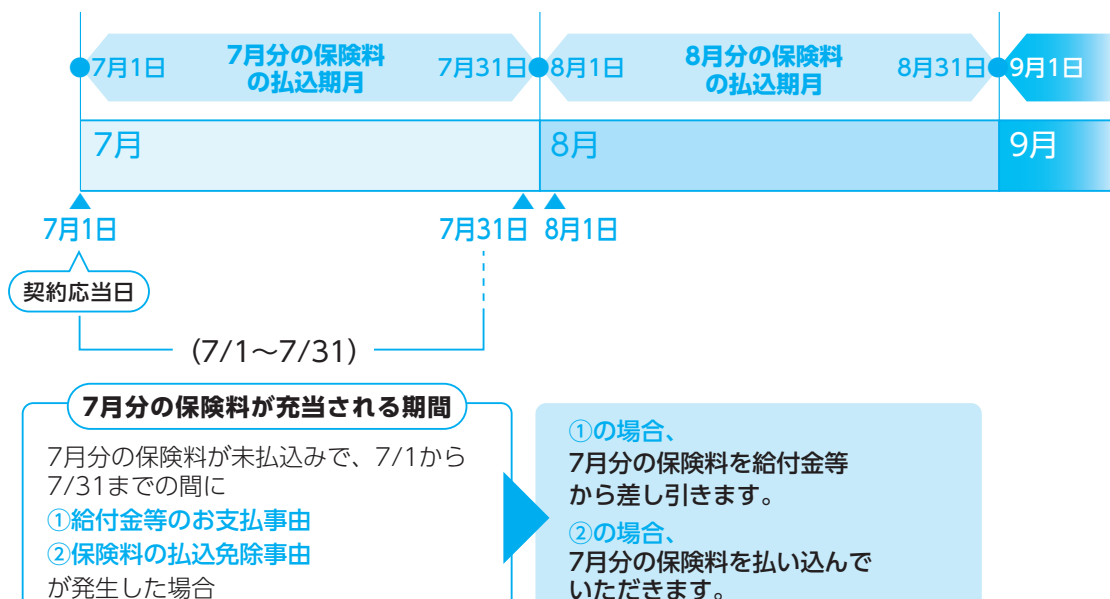 7月1日
7月分の保険料
の払込期月
7月31日
8月1日
8月分の保険料
の払込期月
8月31日
9月1日
7月
8月
9月
7月1日
7月31日
8月1日
契約応当日
(7/1〜7/31)
7月分の保険料が充当される期間
7月分の保険料が未払込みで、7/1から
7/31までの間に
①給付金等のお支払事由
②保険料の払込免除事由
が発生した場合
①の場合、
7月分の保険料を給付金等
から差し引きます。
②の場合、
7月分の保険料を払い込んで
いただきます。